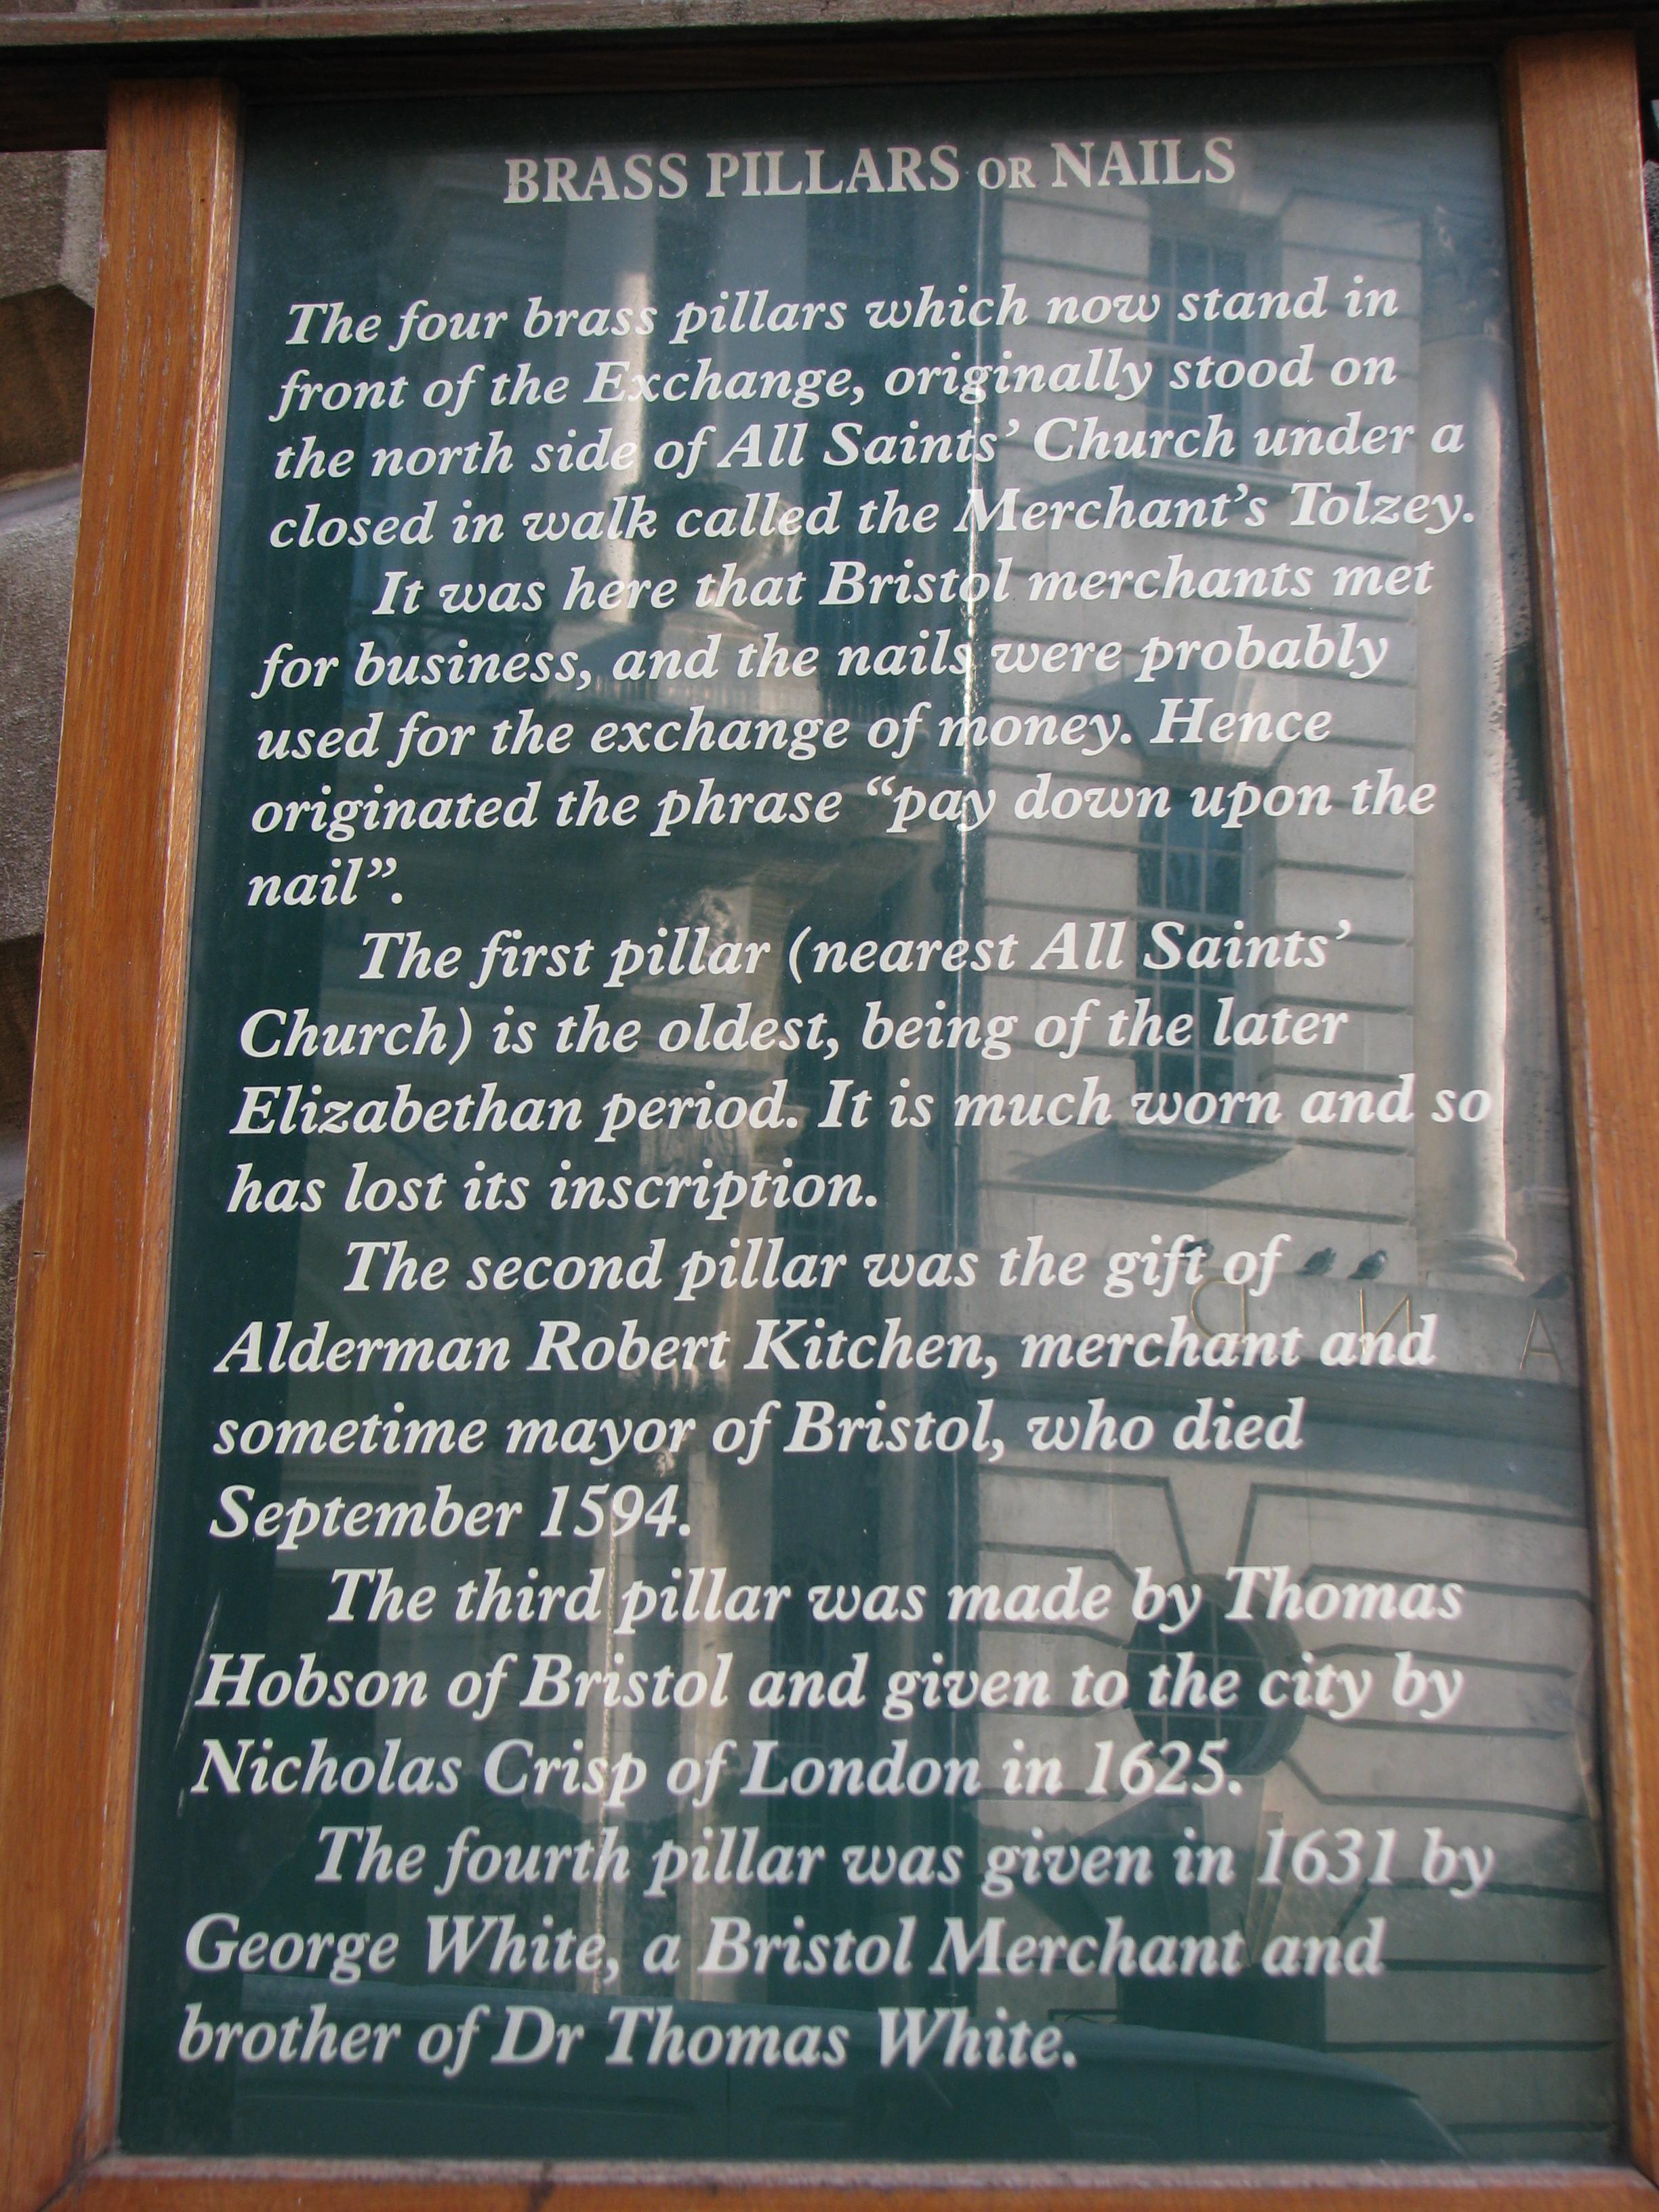 BRASS PILLARS OR NAILS
The four brass pillars which now stand in
front of the Exchange, originally stood on
the north side of All Saints’ Church under a
closed in walk called the Merchant’s Tolzey.
It was here that Bristol merchants met
for business, and the nails were probably
used for the exchange of money. Hence
originated the phrase “pay down upon the
nail”.
The first pillar (nearest All Saints’
Church) is the oldest, being of the later
Elizabethan period. It is much worn and so
has lost its inscription.
The second pillar was the gift of
Alderman Robert Kitchen, merchant and
sometime mayor of Bristol, who died
September 1594.
The third pillar was made by Thomas
Hobson of Bristol and given to the city by
Nicholas Crisp of London in 1625.
The fourth pillar was given in 1631 by
George White, a Bristol Merchant and
brother of Dr Thomas White.